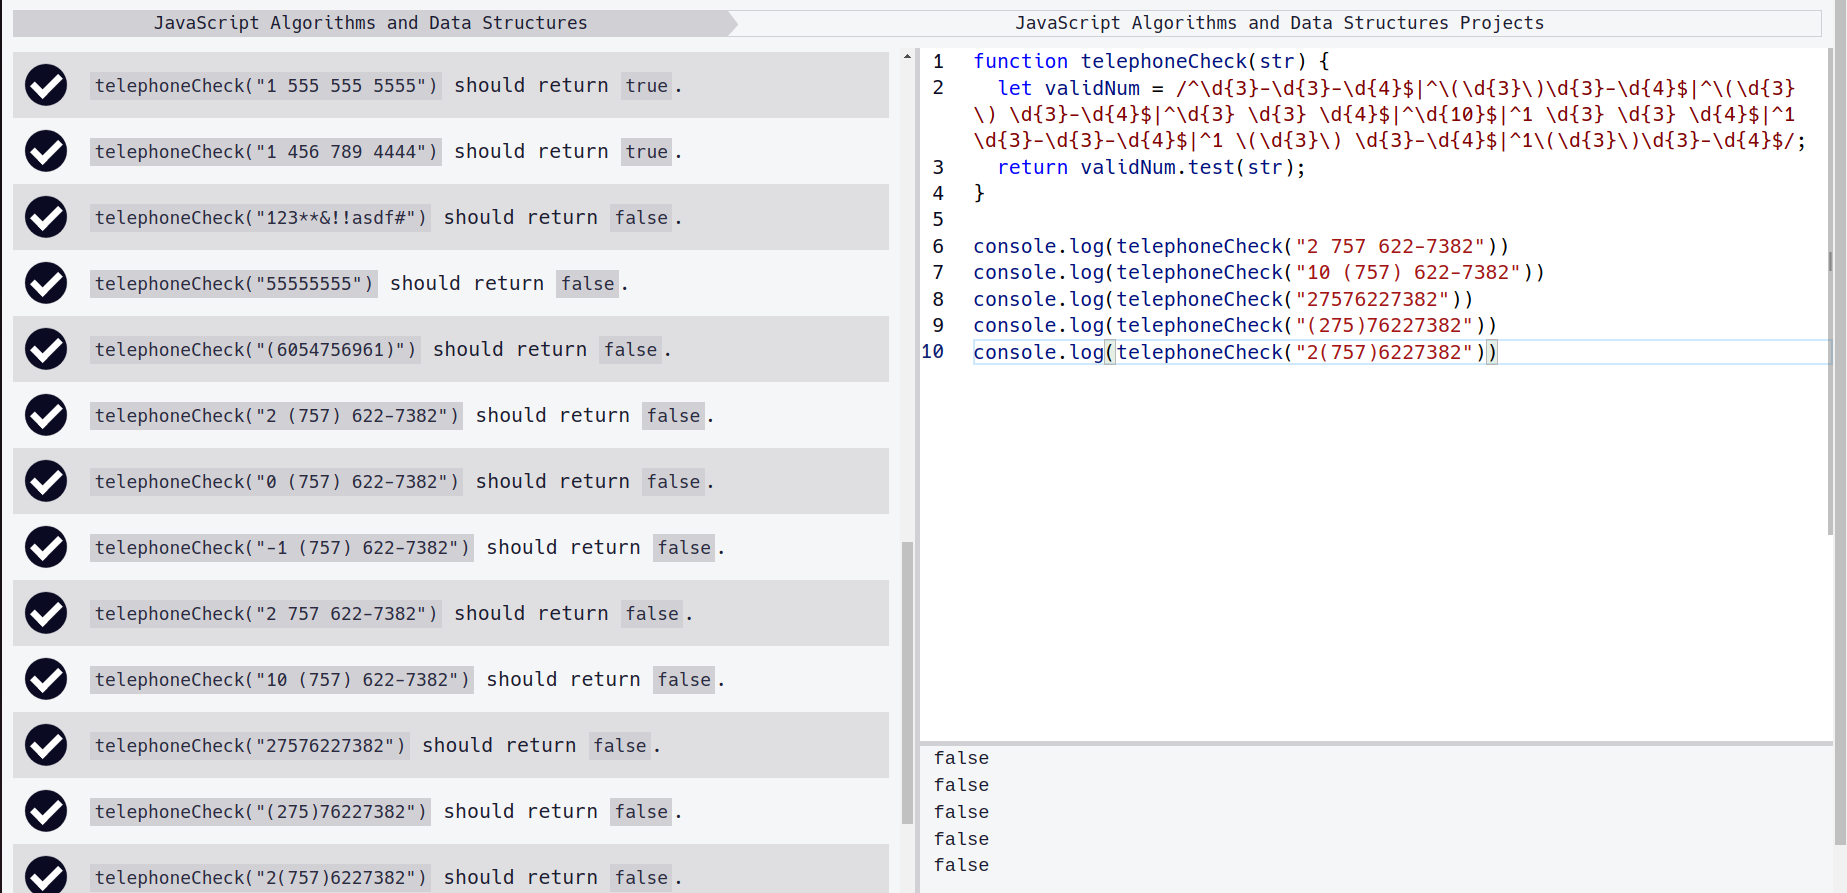 JavaScript Algorithms and Data Structures
JavaScript Algorithms and Data Structures Projects
telephoneCheck("1 555 555 5555") should return true.
telephoneCheck("1 456 789 4444") should return true.
telephoneCheck("123**&!!asdf#") should return false.
telephoneCheck("55555555") should return false.
telephoneCheck("(6054756961)") should return false.
telephoneCheck("2 (757) 622-7382") should return false.
telephoneCheck("0 (757) 622-7382") should return false.
telephoneCheck("-1 (757) 622-7382") should return false.
telephoneCheck("2 757 622-7382") should return false.
telephoneCheck("10 (757) 622-7382") should return false.
telephoneCheck("27576227382") should return false.
telephoneCheck("(275)76227382") should return false.
telephoneCheck("2(757)6227382") should return false.
1 function telephoneCheck(str) {
2 let validNum = /^\d{3}-\d{3}-\d{4}$|^\(\d{3}\)\d{3}-\d{4}$|^\(\d{3}
\) \d{3}-\d{4}$|^\d{3} \d{3} \d{4}$|^\d{10}$|^1 \d{3} \d{3} \d{4}$|^1
\d{3}-\d{3}-\d{4}$|^1 \(\d{3}\) \d{3}-\d{4}$|^1\(\d{3}\)\d{3}-\d{4}$/;
3 return validNum.test(str);
4 }
5
6 console.log(telephoneCheck("2 757 622-7382"))
7 console.log(telephoneCheck("10 (757) 622-7382"))
8 console.log(telephoneCheck("27576227382"))
9 console.log(telephoneCheck("(275)76227382"))
10 console.log(telephoneCheck("2(757)6227382"))
false
false
false
false
false